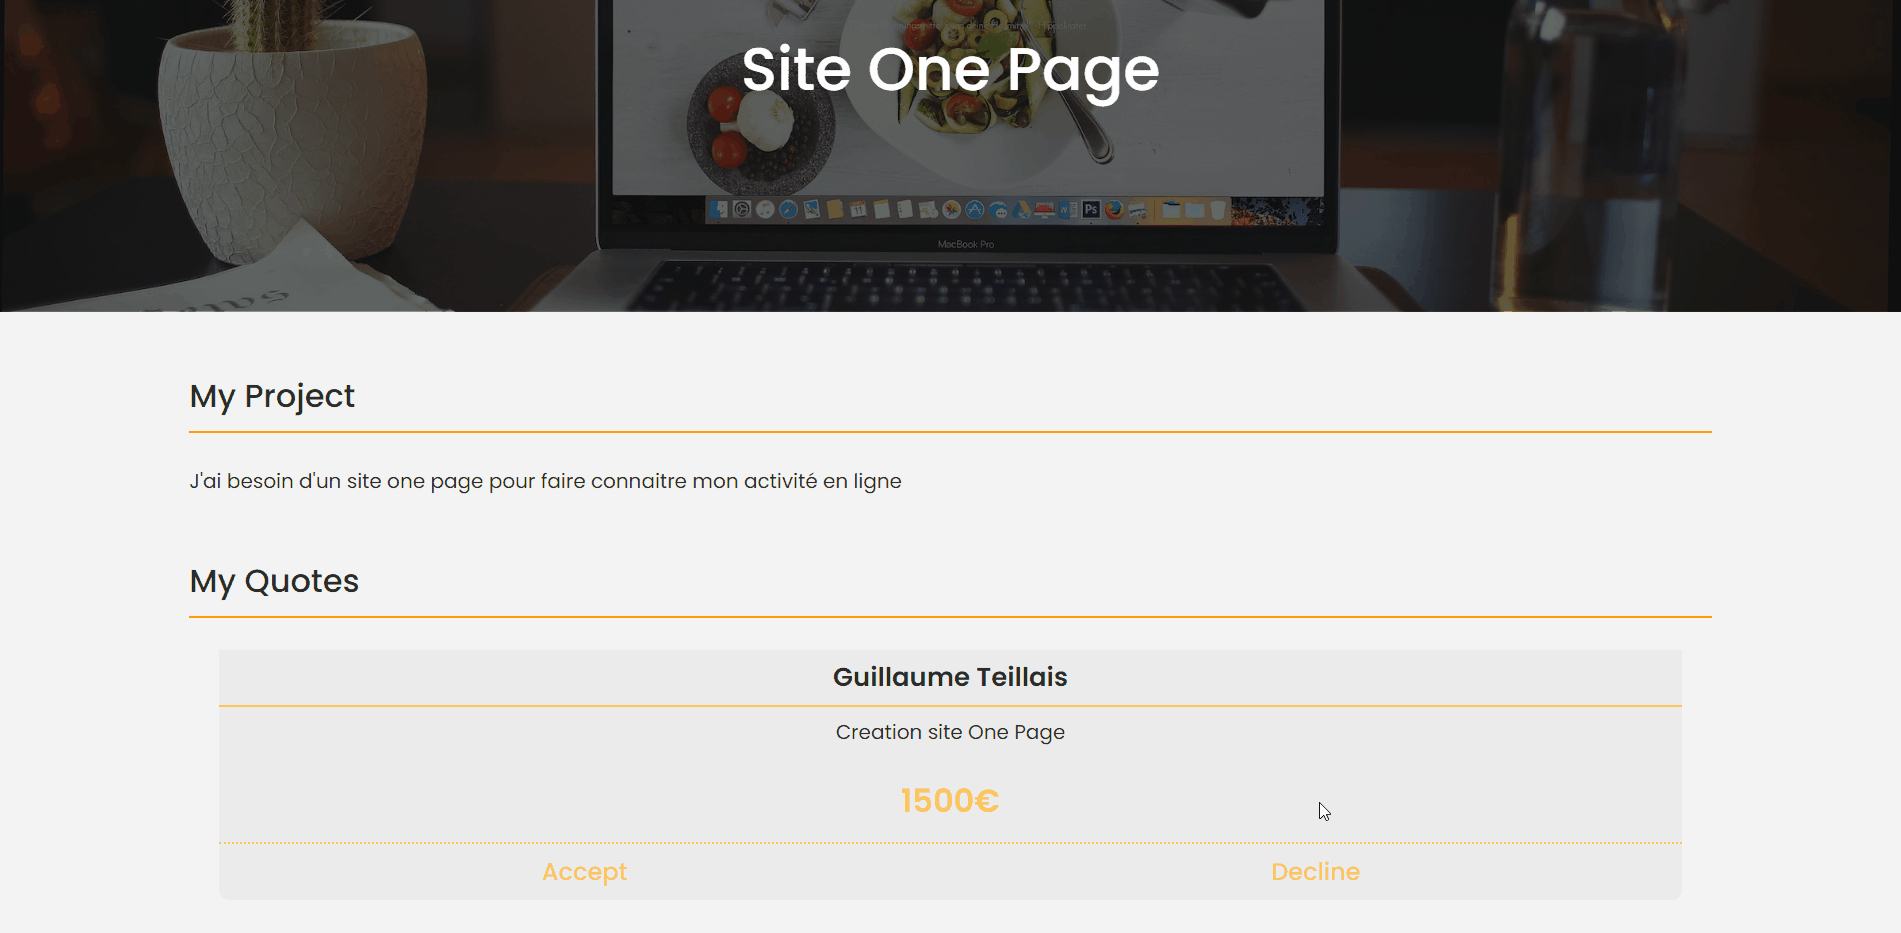 Site One Page
MacBook Pro
My Project
J'ai besoin d'un site one page pour faire connaitre mon activité en ligne
My Quotes
Guillaume Teillais
Creation site One Page
1500€
Accept
Decline